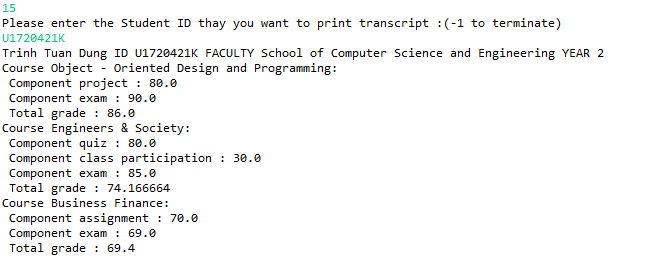 15
Please enter the Student ID thay you want to print transcript :(-1 to terminate)
U1720421K
Trinh Tuan Dung ID U1720421K FACULTY School of Computer Science and Engineering YEAR 2
Course Object - Oriented Design and Programming:
Component project : 80.0
Component exam : 90.0
Total grade : 86.0
Course Engineers & Society:
Component quiz : 80.0
Component class participation : 30.0
Component exam : 85.0
Total grade : 74.166664
Course Business Finance:
Component assignment : 70.0
Component exam : 69.0
Total grade : 69.4